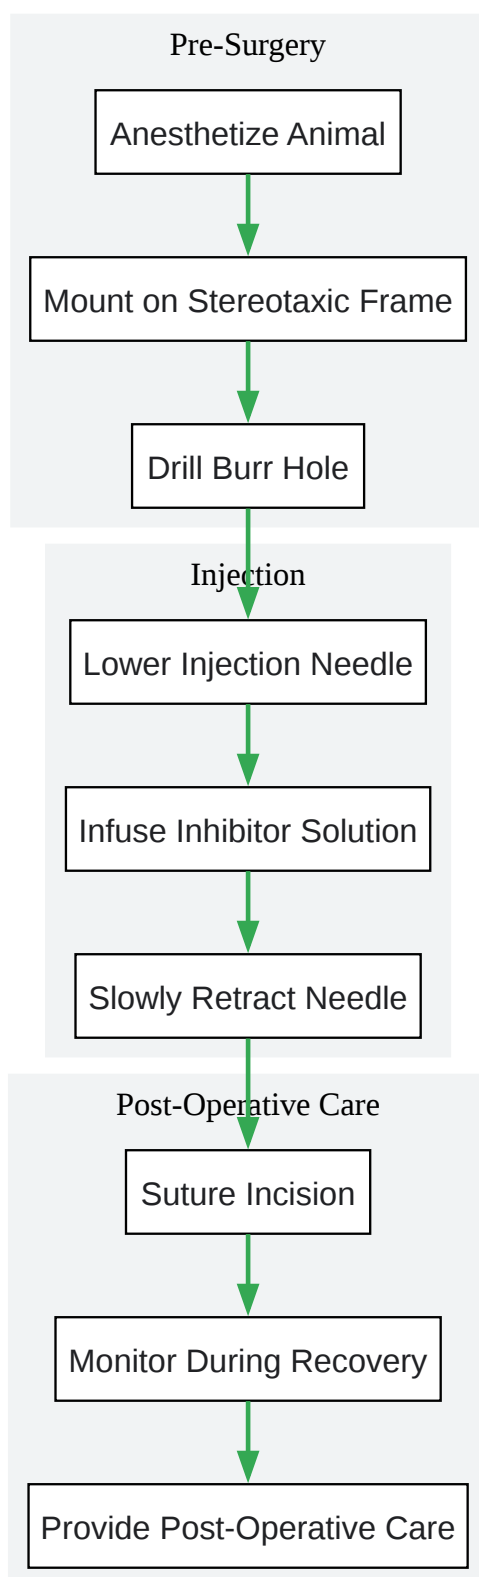 Pre-Surgery
Anesthetize Animal
Mount on Stereotaxic Frame
Drill Burr Hole
Injection
Lower Injection Needle
Infuse Inhibitor Solution
Slowly Retract Needle
Post-Operative Care
Suture Incision
Monitor During Recovery
Provide Post-Operative Care